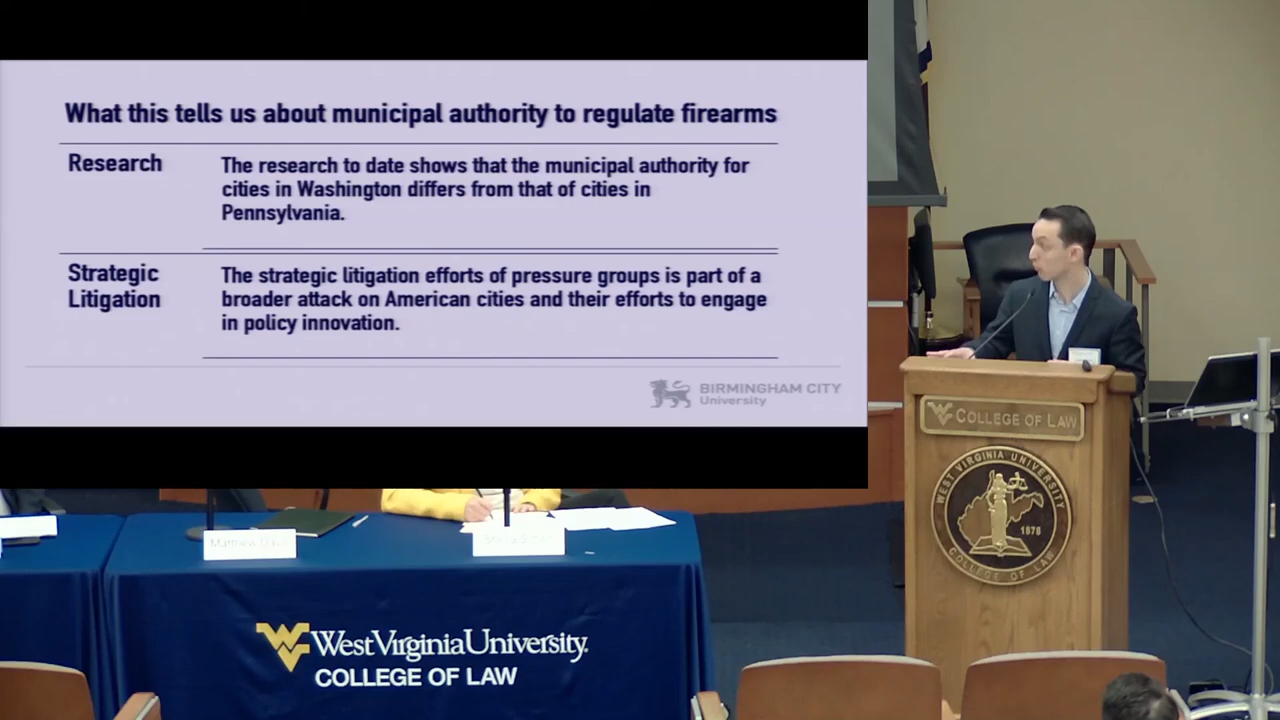 What this tells us about municipal authority to regulate firearms
Research
The research to date shows that the municipal authority for
cities in Washington differs from that of cities in
Pennsylvania.
Strategic
Litigation
The strategic litigation efforts of pressure groups is part of a
broader attack on American cities and their efforts to engage
in policy innovation.
BIRMINGHAM CITY
University
COLLEGE OF LAW
WEST VIRGINIA UNIVERSITY
1878
COLLEGE OF LAW
Matthew
WestVirginiaUniversity.
COLLEGE OF LAW